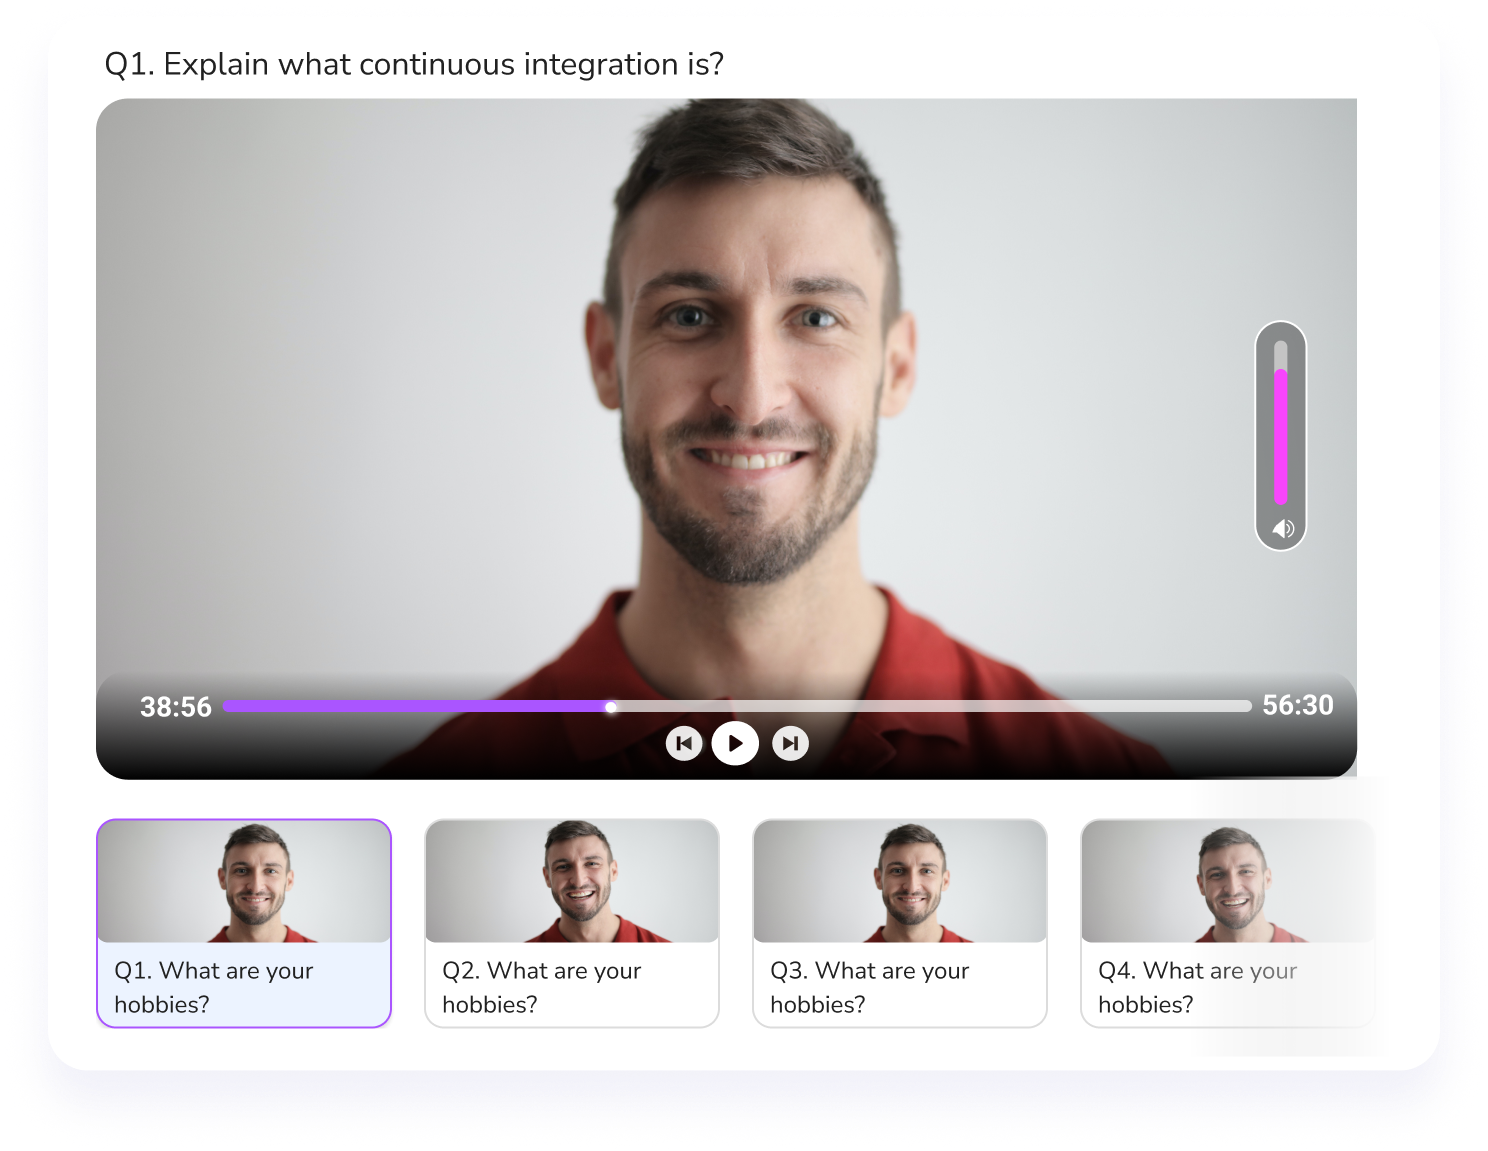 Q1. Explain what continuous integration is?
38:56
56:30
Q1. What are your
hobbies?
Q2. What are your
hobbies?
Q3. What are your
hobbies?
Q4. What are your
hobbies?